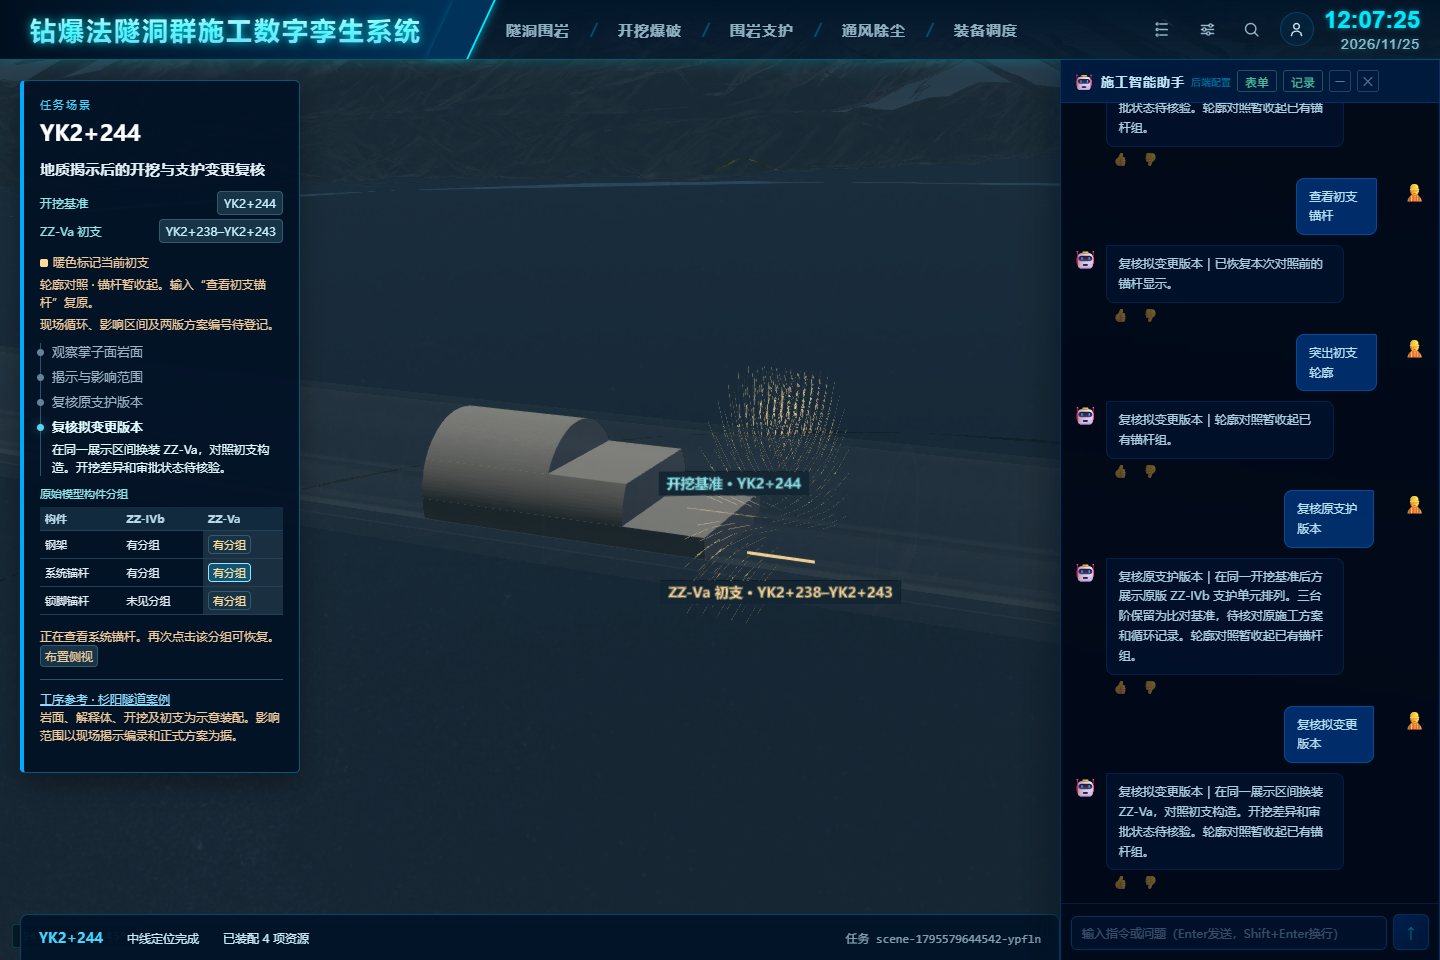 钻爆法隧洞群施工数字孪生系统
隧洞围岩 / 开挖爆破 / 围岩支护 / 通风除尘 / 装备调度
12:07:25
2026/11/25
任务场景
YK2+244
地质揭示后的开挖与支护变更复核
开挖基准 YK2+244
ZZ-Va 初支 YK2+238–YK2+243
暖色标记当前初支
轮廓对照 · 锚杆暂收起。输入“查看初支锚
杆”复原。
现场循环、影响区间及两版方案编号待登记。
观察掌子面岩面
揭示与影响范围
复核原支护版本
复核拟变更版本
在同一展示区间换装 ZZ-Va，对照初支构
造。开挖差异和审批状态待核验。
原始模型构件分组
构件 ZZ-IVb ZZ-Va
钢架 有分组 有分组
系统锚杆 有分组 有分组
锁脚锚杆 未见分组 有分组
正在查看系统锚杆。再次点击该分组可恢复。
布置侧视
工序参考 · 杉阳隧道案例
岩面、解释体、开挖及初支为示意装配。影响
范围以现场揭示编录和正式方案为据。
开挖基准 • YK2+244
ZZ-Va 初支 • YK2+238–YK2+243
YK2+244 中线定位完成 已装配 4 项资源
任务 scene-1795579644542-ypfln
施工智能助手 后端配置 表单 记录
批状态待核验。轮廓对照暂收起已有锚
杆组。
查看初支
锚杆
复核拟变更版本 | 已恢复本次对照前的
锚杆显示。
突出初支
轮廓
复核拟变更版本 | 轮廓对照暂收起已
有锚杆组。
复核原支护
版本
复核原支护版本 | 在同一开挖基准后方
展示原版 ZZ-IVb 支护单元排列。三台
阶保留为比对基准，待核对原施工方案
和循环记录。轮廓对照暂收起已有锚杆
组。
复核拟变更
版本
复核拟变更版本 | 在同一展示区间换装
ZZ-Va，对照初支构造。开挖差异和审
批状态待核验。轮廓对照暂收起已有锚
杆组。
输入指令或问题（Enter发送，Shift+Enter换行）